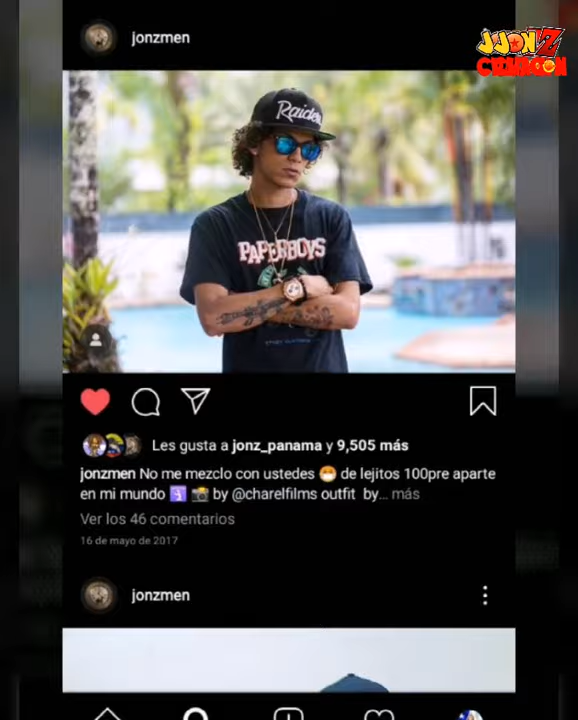 jonzmen
JJONZ
CRHAKON
Raiders
PAPERBOYS
Les gusta a jonz_panama y 9,505 más
jonzmen No me mezclo con ustedes 😷 de lejitos 100pre aparte
en mi mundo 🛐 📸 by @charelfilms outfit by... más
Ver los 46 comentarios
16 de mayo de 2017
jonzmen